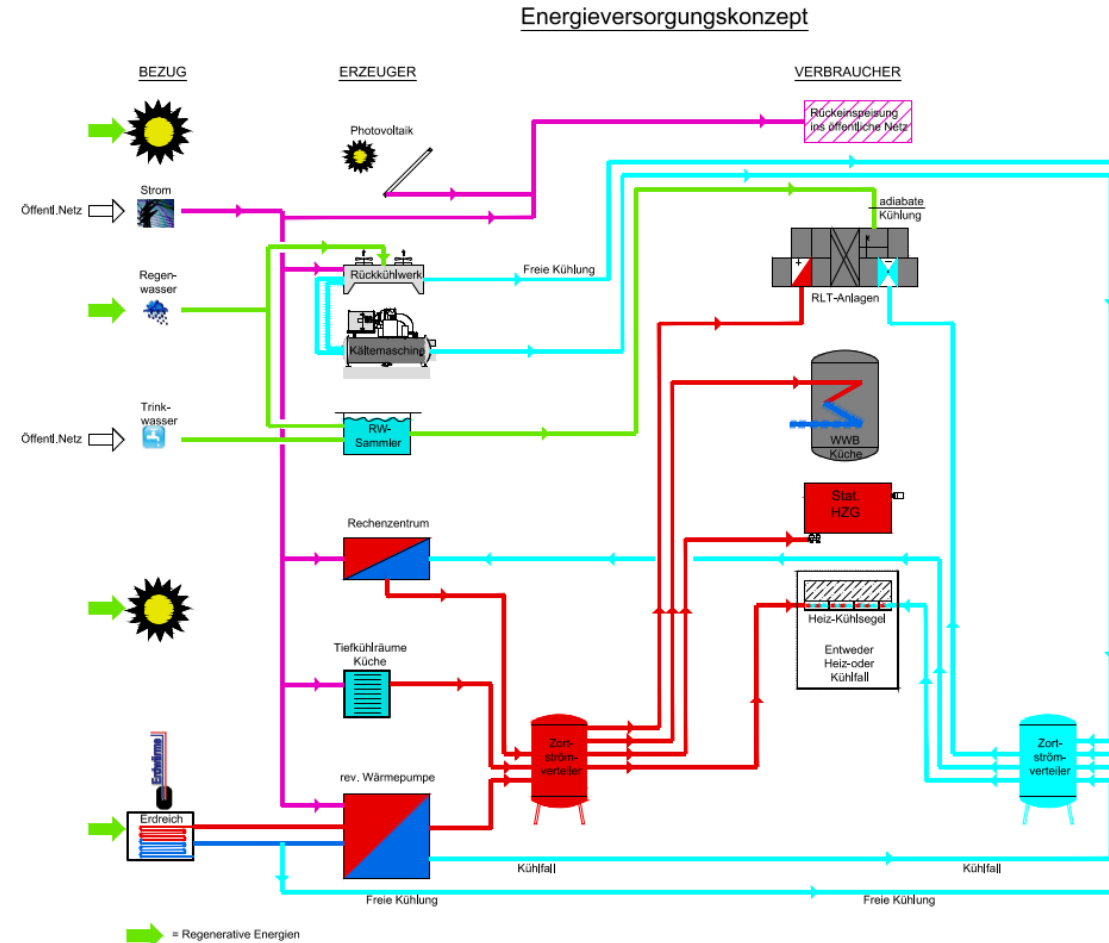 Energieversorgungskonzept
BEZUG
ERZEUGER
VERBRAUCHER
Photovoltaik
Rückeinspeisung
ins öffentliche Netz
Strom
Öffentl.Netz
adiabate
Kühlung
Regen-
wasser
Rückkühlwerk
Freie Kühlung
+
−
RLT-Anlagen
Kältemasching
Trink-
wasser
Öffentl.Netz
RW-
Sammler
WWB
Küche
Stat.
HZG
Rechenzentrum
Heiz-Kühlsegel
Entweder
Heiz-oder
Kühlfall
Tiefkühlräume
Küche
Zort-
ström-
verteiler
Zort-
ström-
verteiler
Erdwärme
rev. Wärmepumpe
Erdreich
Kühlfall
Kühlfall
Freie Kühlung
Freie Kühlung
= Regenerative Energien